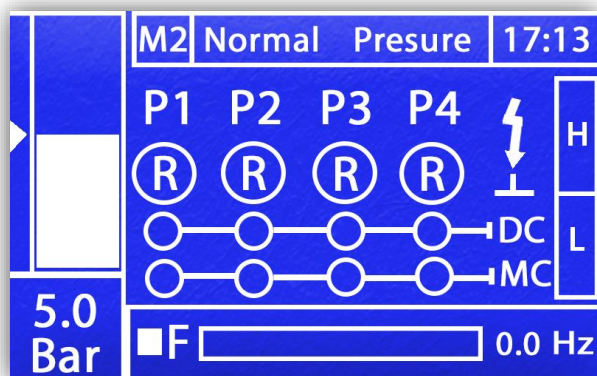 M2 Normal Presure 17:13
P1 P2 P3 P4
H
R R R R
DC
L
MC
5.0
Bar
F 0.0 Hz